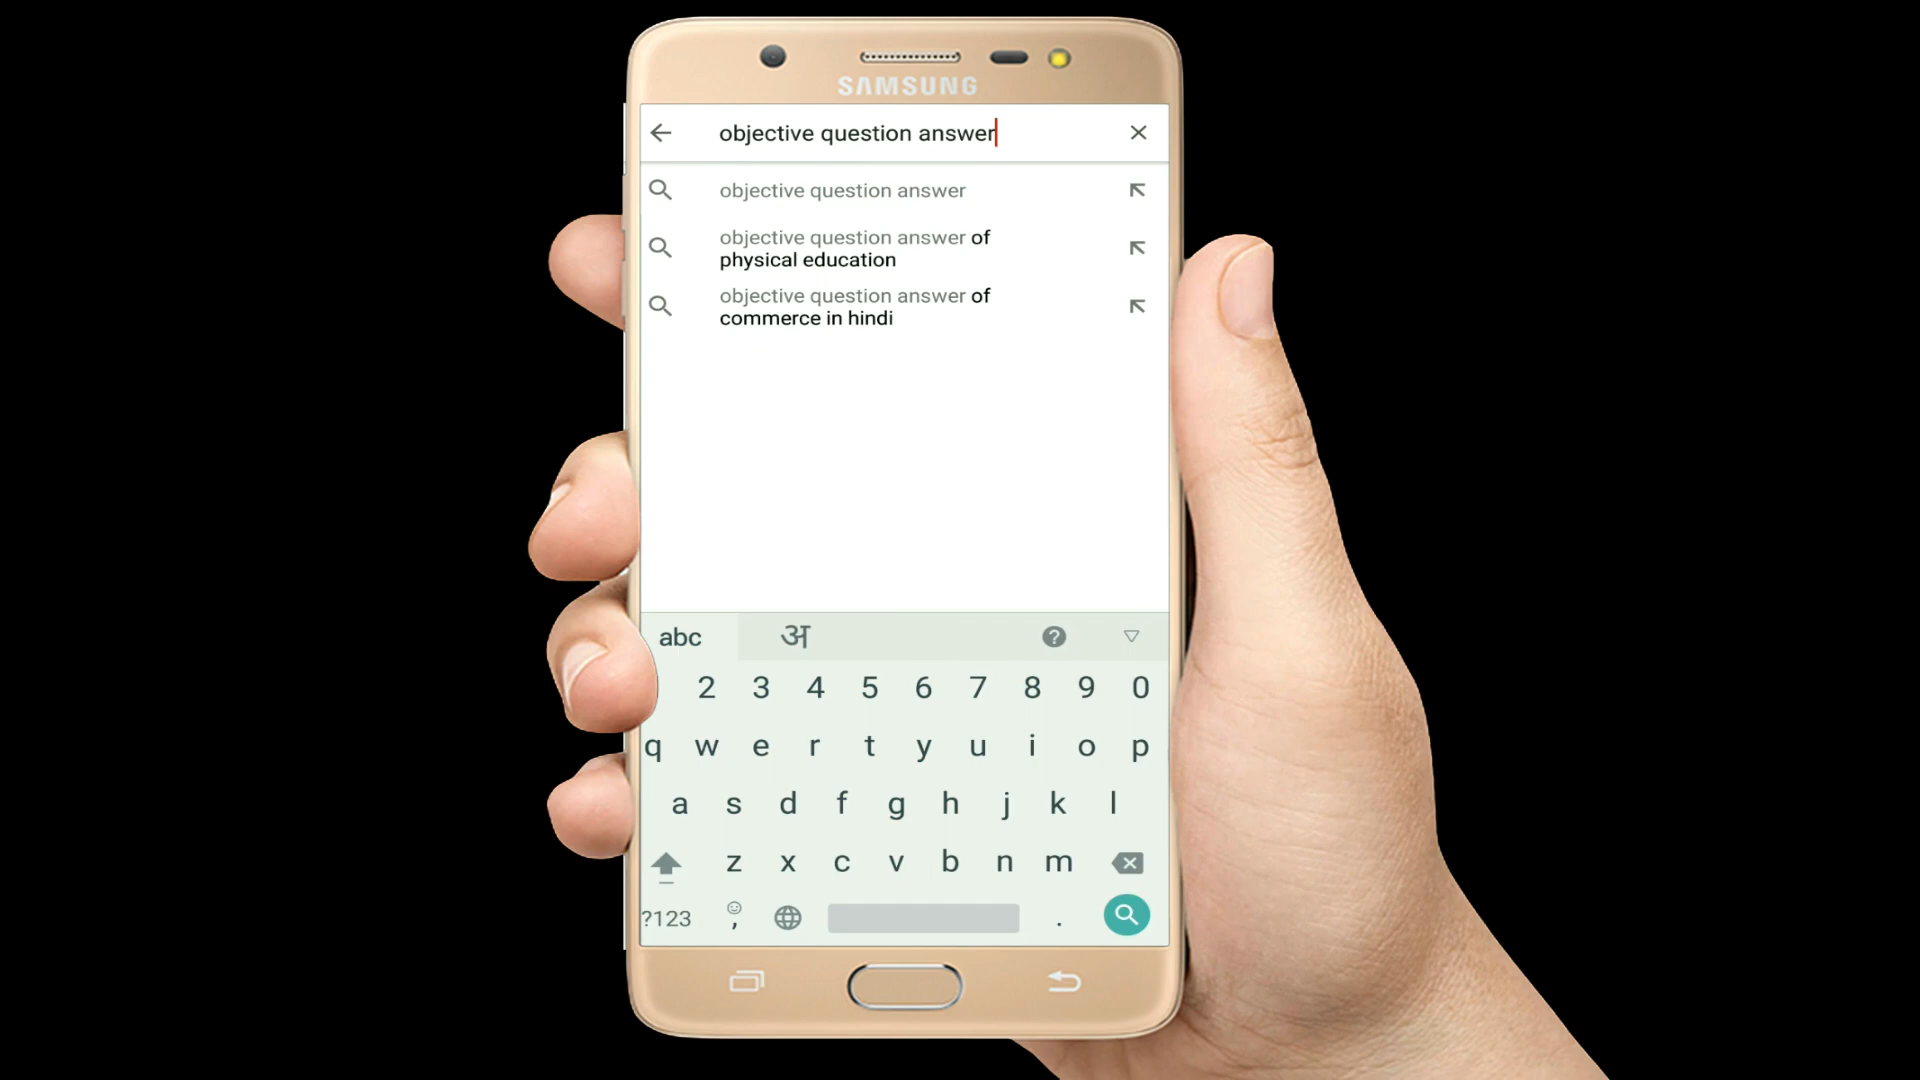 SAMSUNG
objective question answer
objective question answer
objective question answer of
physical education
objective question answer of
commerce in hindi
abc अ ?
2 3 4 5 6 7 8 9 0
q w e r t y u i o p
a s d f g h j k l
z x c v b n m
?123 , .